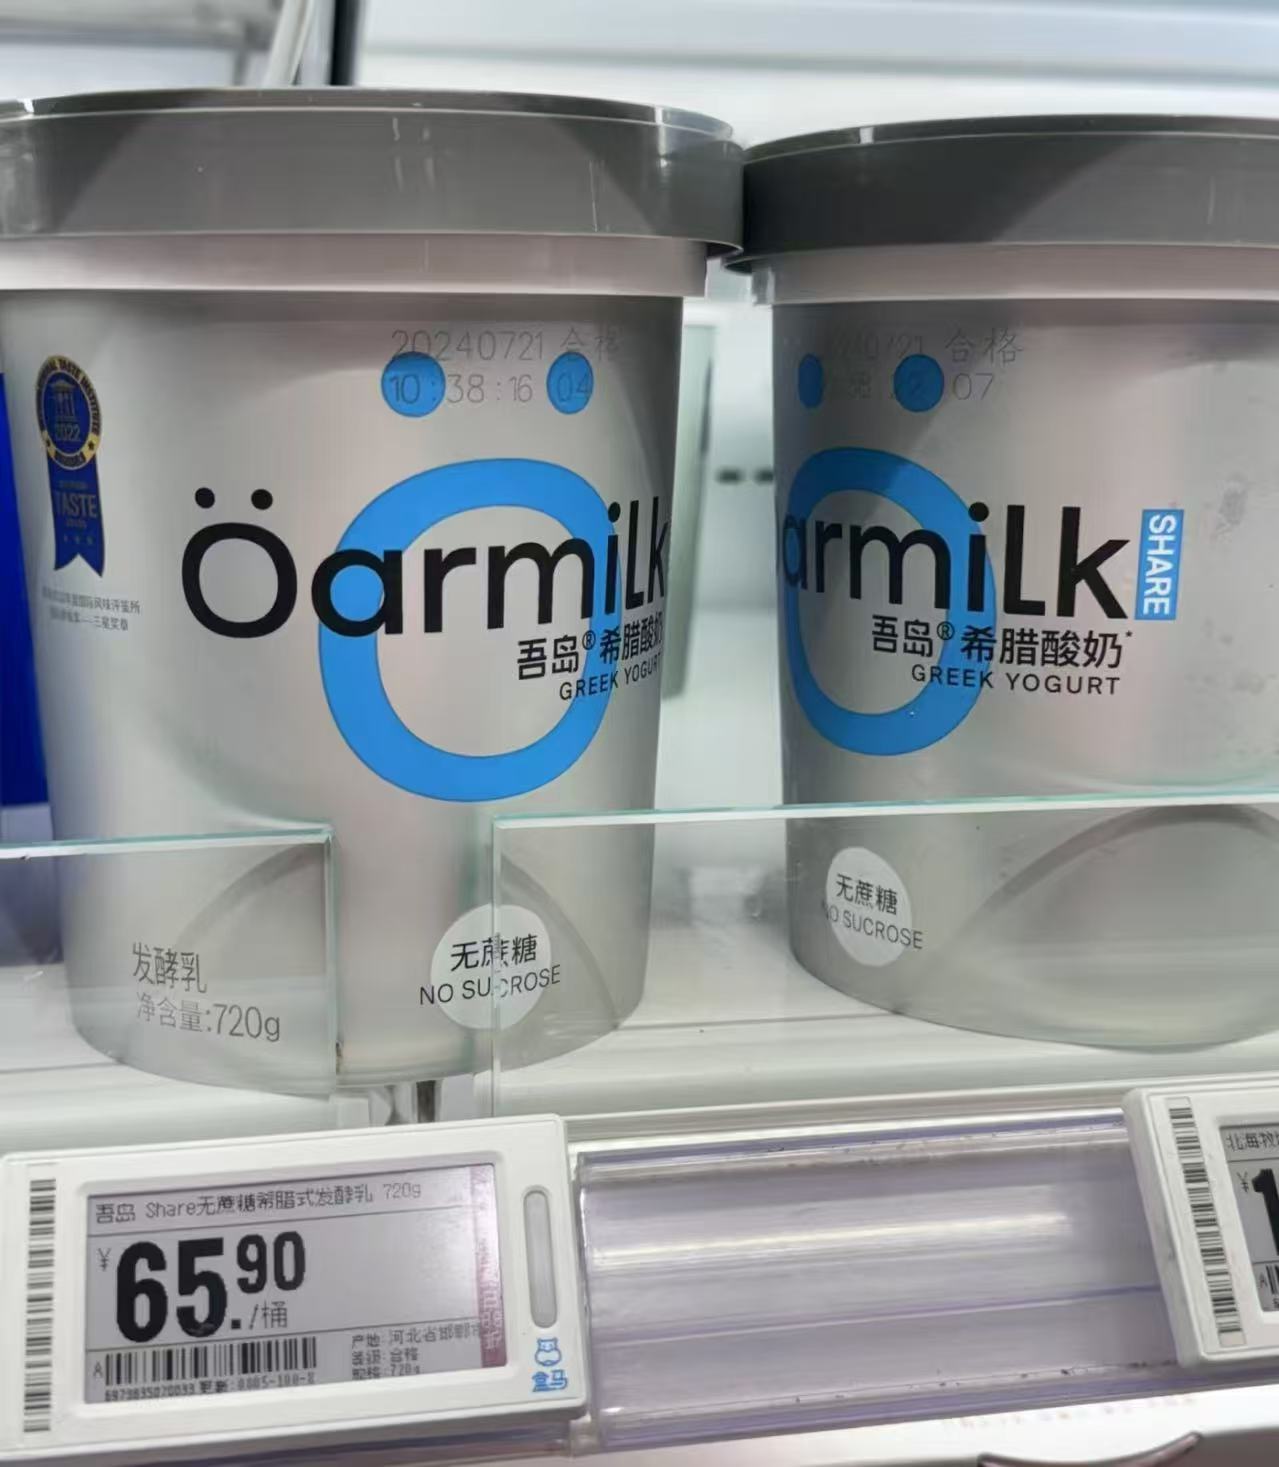 20240721 合格
10:38:16 04
2022
TASTE
Öarmilk
吾岛®希腊酸奶
GREEK YOGURT
发酵乳
净含量:720g
无蔗糖
NO SUCROSE
合格
07
armilk
SHARE
吾岛®希腊酸奶*
GREEK YOGURT
无蔗糖
NO SUCROSE
吾岛 Share无蔗糖希腊式发酵乳 720g
¥65.90/桶
产地:河北省邯郸
等级:合格
规格:720g
A
盒马
北海牧
¥1